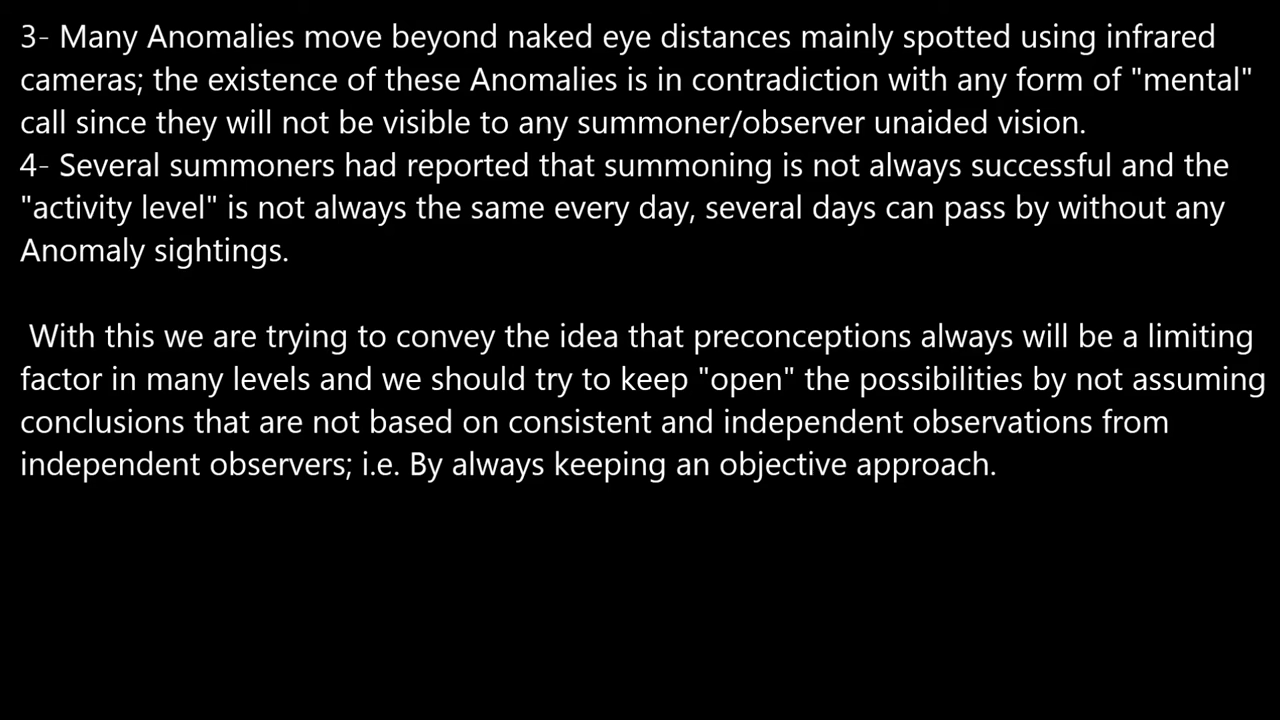 3- Many Anomalies move beyond naked eye distances mainly spotted using infrared
cameras; the existence of these Anomalies is in contradiction with any form of "mental"
call since they will not be visible to any summoner/observer unaided vision.
4- Several summoners had reported that summoning is not always successful and the
"activity level" is not always the same every day, several days can pass by without any
Anomaly sightings.
With this we are trying to convey the idea that preconceptions always will be a limiting
factor in many levels and we should try to keep "open" the possibilities by not assuming
conclusions that are not based on consistent and independent observations from
independent observers; i.e. By always keeping an objective approach.